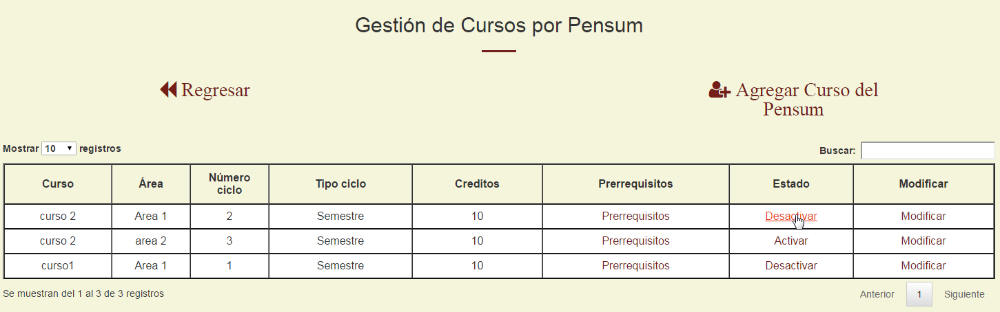 Gestión de Cursos por Pensum
Regresar
Agregar Curso del
Pensum
Mostrar 10 registros
Buscar:
Curso Área Número ciclo Tipo ciclo Creditos Prerrequisitos Estado Modificar
curso 2 Area 1 2 Semestre 10 Prerrequisitos Desactivar Modificar
curso 2 area 2 3 Semestre 10 Prerrequisitos Activar Modificar
curso1 Area 1 1 Semestre 10 Prerrequisitos Desactivar Modificar
Se muestran del 1 al 3 de 3 registros
Anterior 1 Siguiente